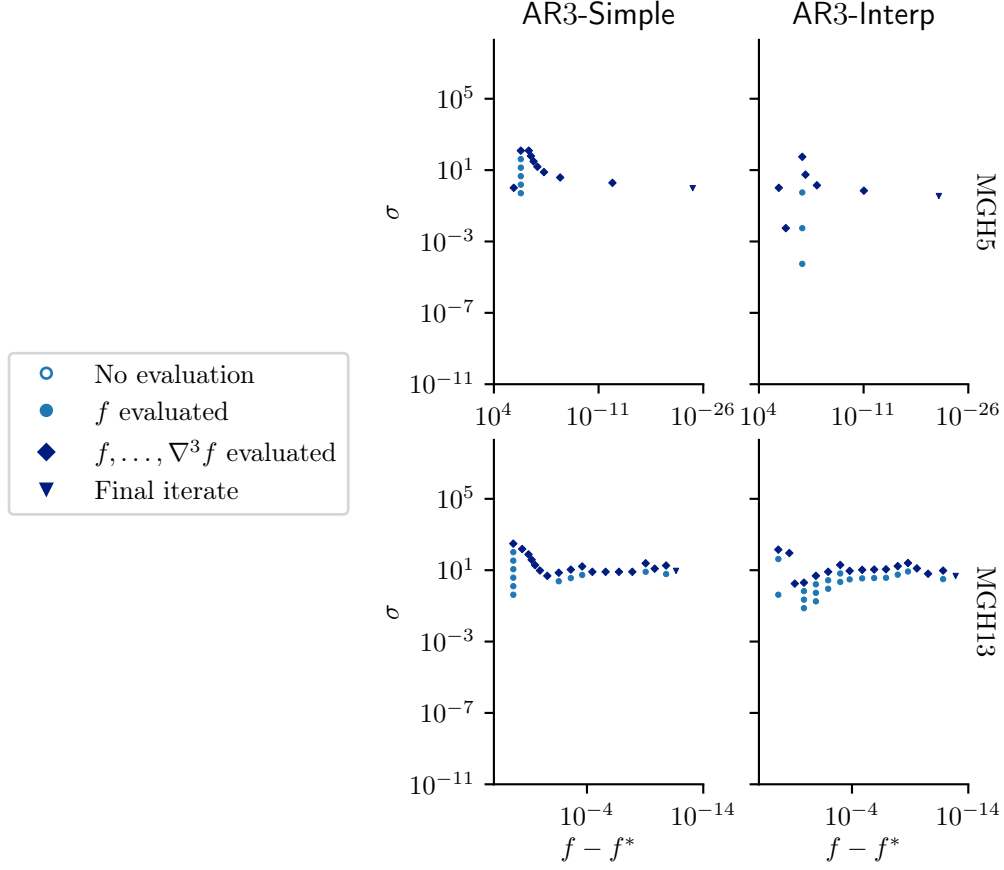 AR3-Simple
AR3-Interp
10^5
10^1
10^{-3}
10^{-7}
10^{-11}
σ
MGH5
10^4
10^{-11}
10^{-26}
10^4
10^{-11}
10^{-26}
No evaluation
f evaluated
f, ..., ∇^3 f evaluated
Final iterate
10^5
10^1
10^{-3}
10^{-7}
10^{-11}
σ
MGH13
10^{-4}
10^{-14}
10^{-4}
10^{-14}
f − f^*
f − f^*